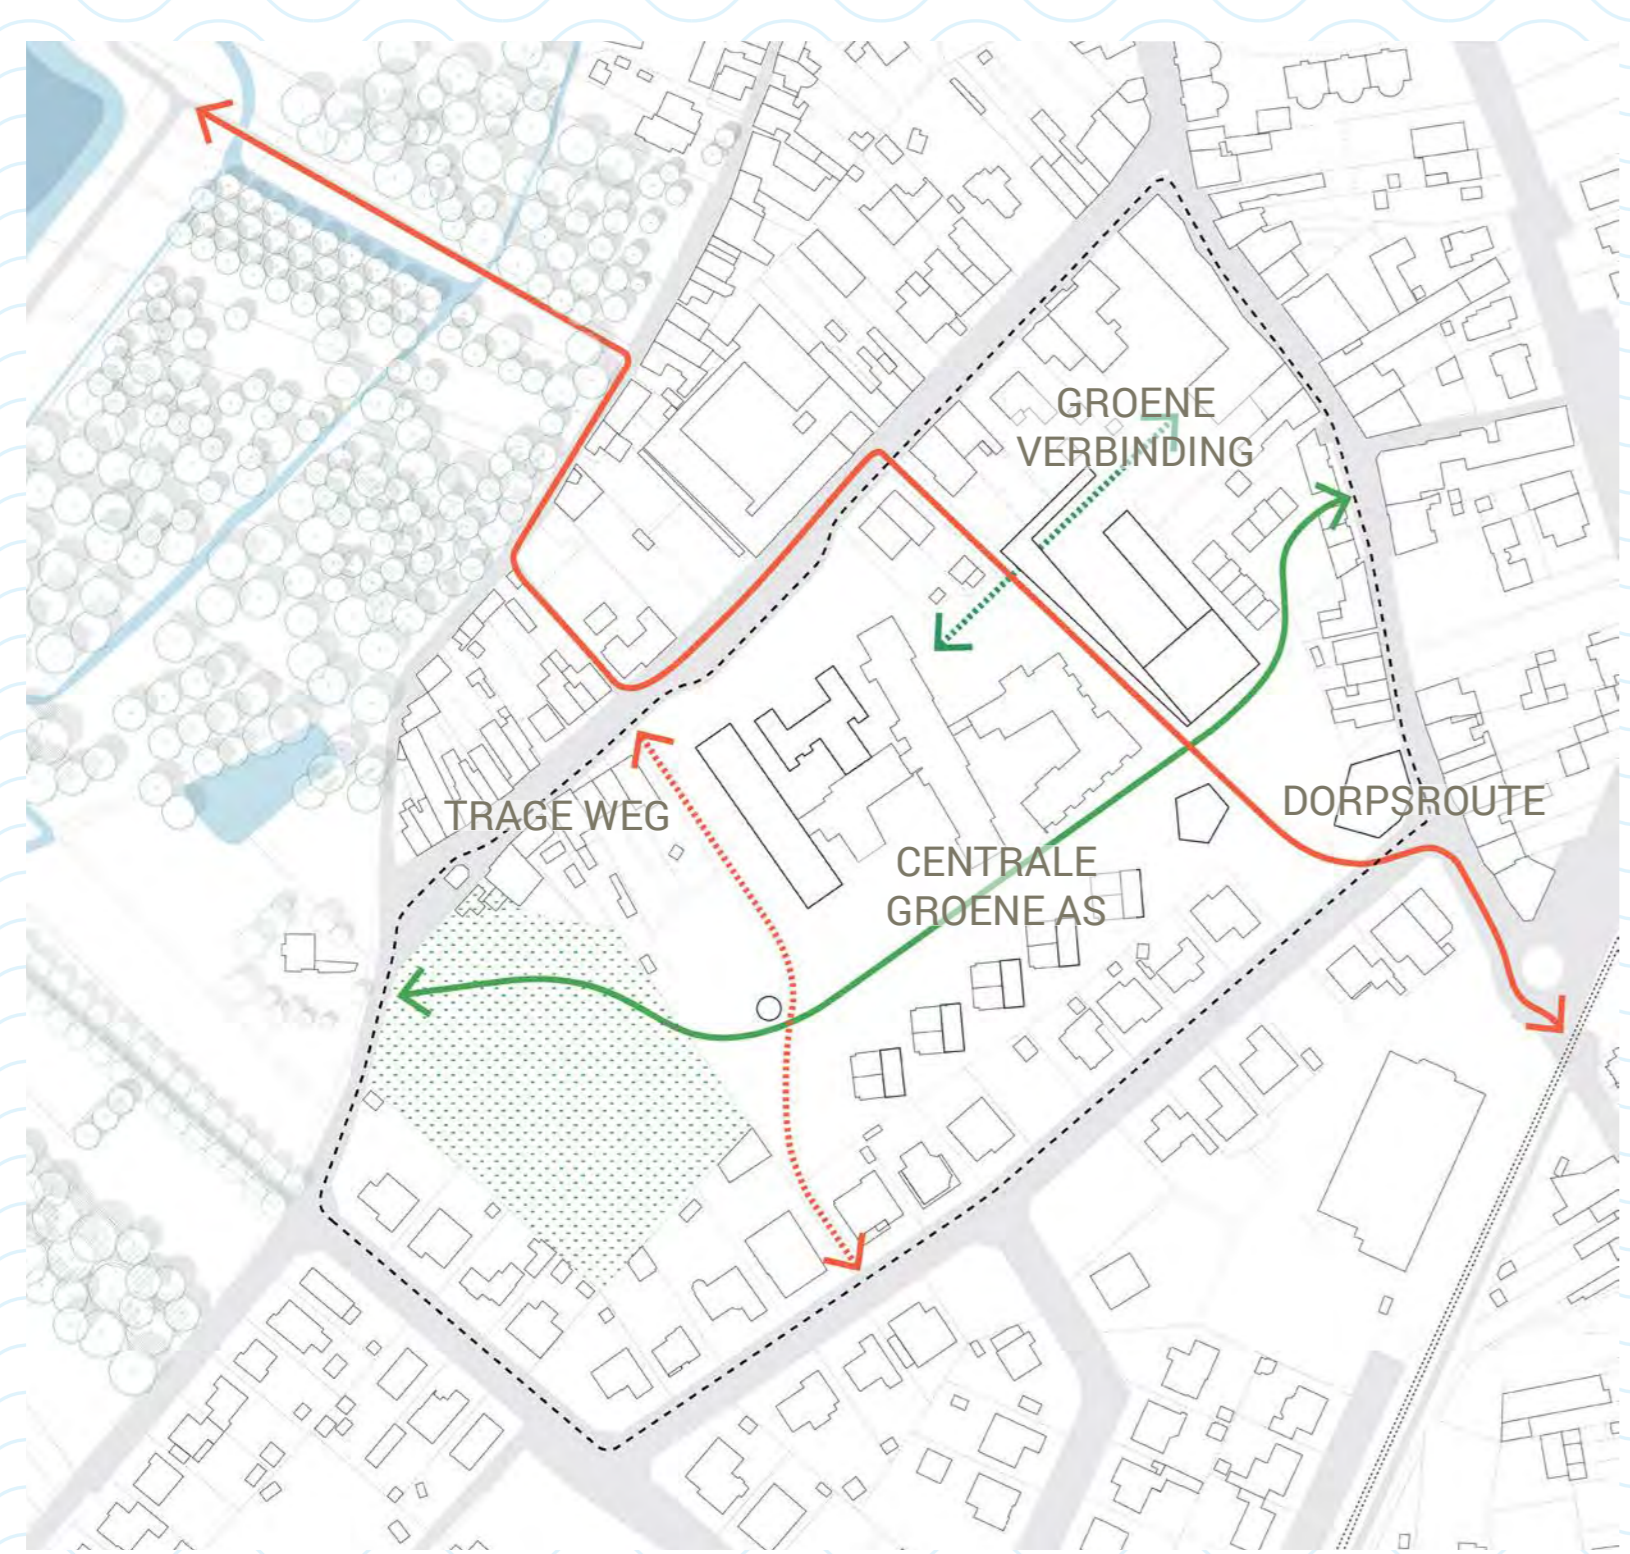 GROENE
VERBINDING
TRAGE WEG
DORPSROUTE
CENTRALE
GROENE AS